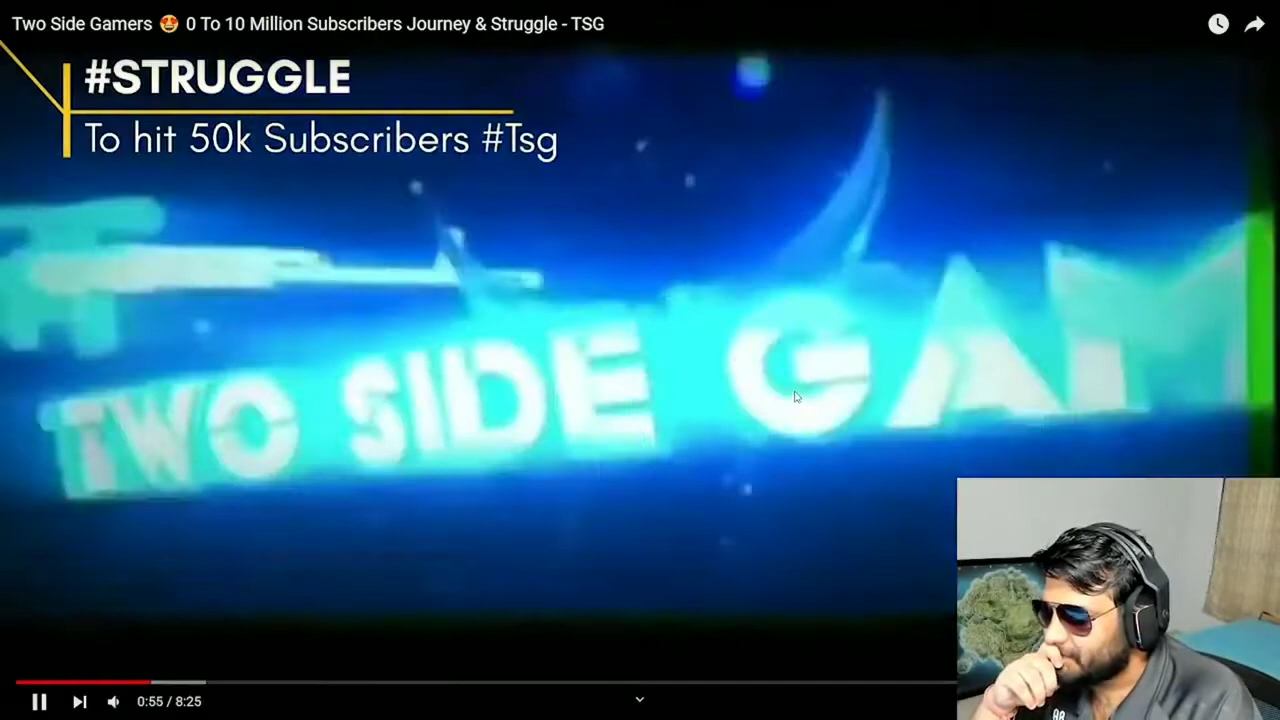 Two Side Gamers 😍 0 To 10 Million Subscribers Journey & Struggle - TSG
#STRUGGLE
To hit 50k Subscribers #Tsg
TWO SIDE GAM
0:55 / 8:25